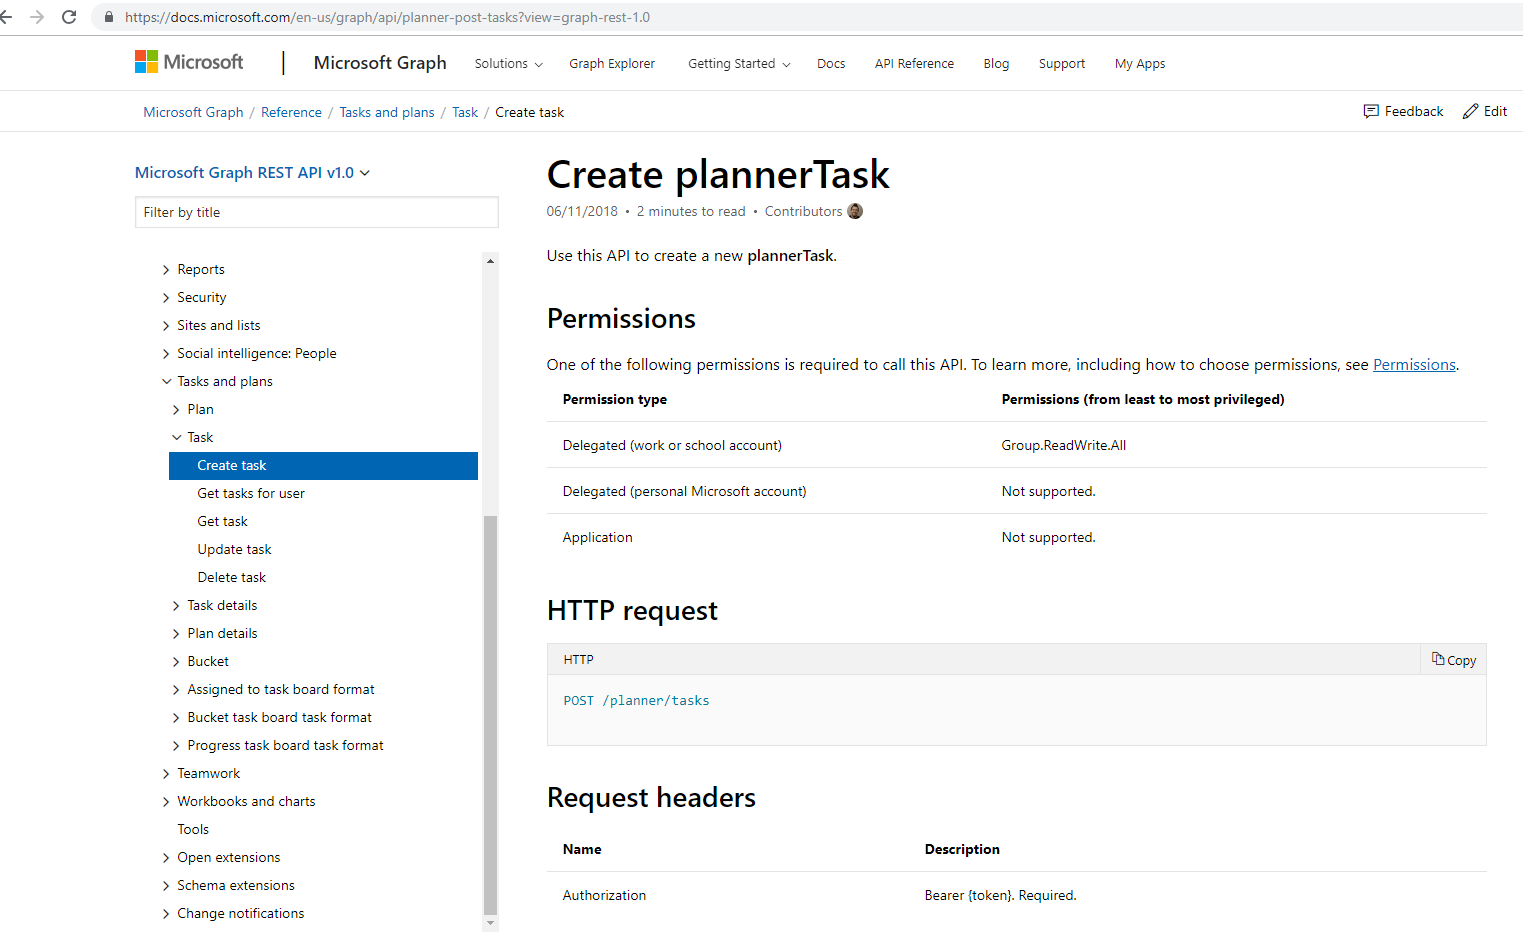 https://docs.microsoft.com/en-us/graph/api/planner-post-tasks?view=graph-rest-1.0
Microsoft | Microsoft Graph Solutions Graph Explorer Getting Started Docs API Reference Blog Support My Apps
Microsoft Graph / Reference / Tasks and plans / Task / Create task
Feedback Edit
Microsoft Graph REST API v1.0
Filter by title
Reports
Security
Sites and lists
Social intelligence: People
Tasks and plans
Plan
Task
Create task
Get tasks for user
Get task
Update task
Delete task
Task details
Plan details
Bucket
Assigned to task board format
Bucket task board task format
Progress task board task format
Teamwork
Workbooks and charts
Tools
Open extensions
Schema extensions
Change notifications
Create plannerTask
06/11/2018 • 2 minutes to read • Contributors
Use this API to create a new plannerTask.
Permissions
One of the following permissions is required to call this API. To learn more, including how to choose permissions, see Permissions.
Permission type Permissions (from least to most privileged)
Delegated (work or school account) Group.ReadWrite.All
Delegated (personal Microsoft account) Not supported.
Application Not supported.
HTTP request
HTTP Copy
POST /planner/tasks
Request headers
Name Description
Authorization Bearer {token}. Required.